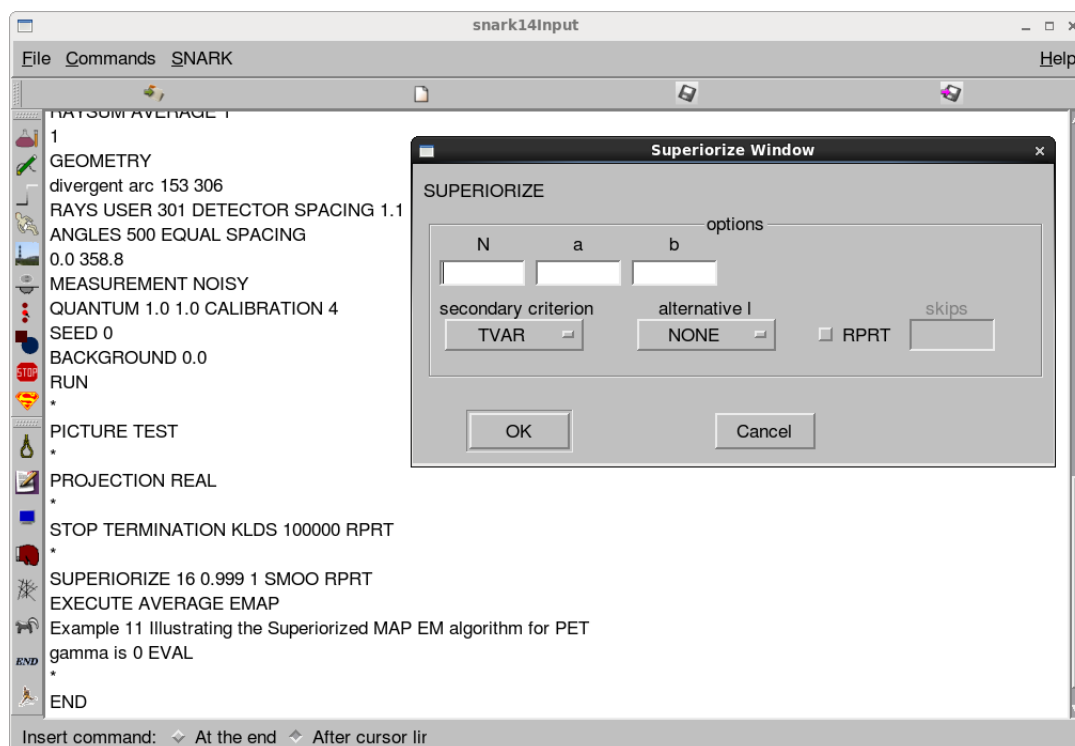 snark14Input
File Commands SNARK Help
RAYSUM AVERAGE 1
1
GEOMETRY
divergent arc 153 306
RAYS USER 301 DETECTOR SPACING 1.1
ANGLES 500 EQUAL SPACING
0.0 358.8
MEASUREMENT NOISY
QUANTUM 1.0 1.0 CALIBRATION 4
SEED 0
BACKGROUND 0.0
RUN
*
PICTURE TEST
*
PROJECTION REAL
*
STOP TERMINATION KLDS 100000 RPRT
*
SUPERIORIZE 16 0.999 1 SMOO RPRT
EXECUTE AVERAGE EMAP
Example 11 Illustrating the Superiorized MAP EM algorithm for PET
gamma is 0 EVAL
*
END
STOP
END
Superiorize Window
SUPERIORIZE
options
N a b
secondary criterion alternative l skips
TVAR NONE RPRT
OK Cancel
Insert command: At the end After cursor lir